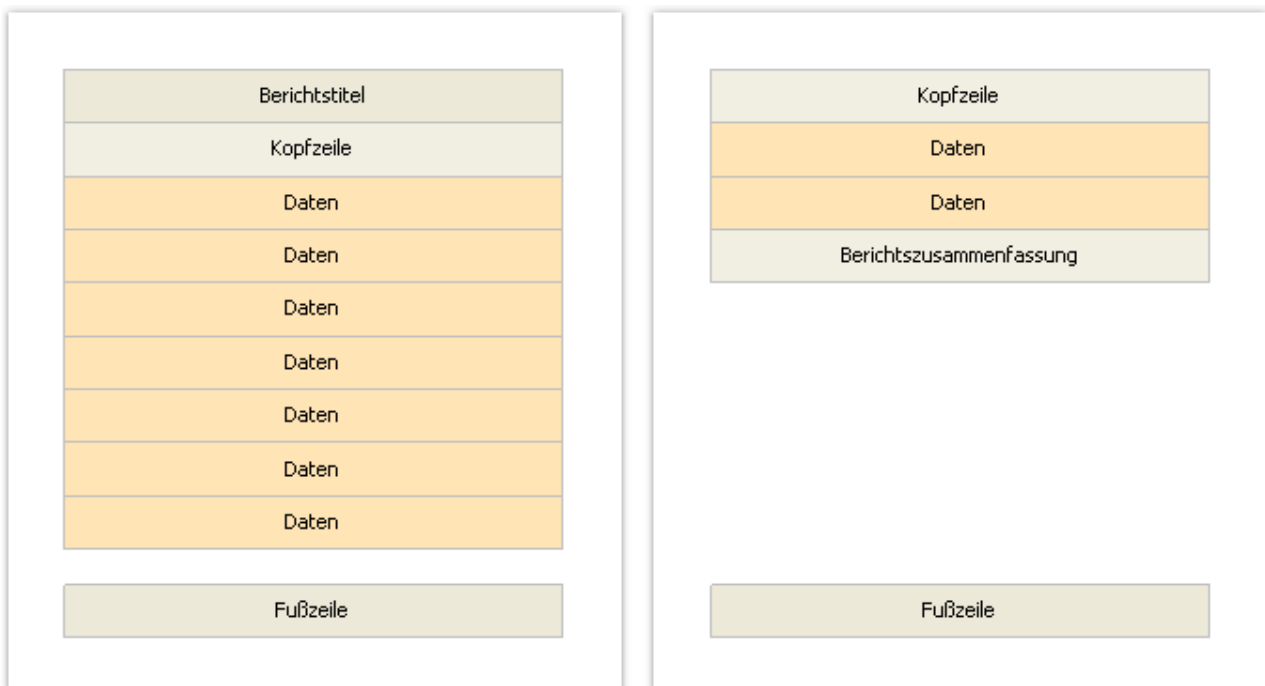 Berichtstitel
Kopfzeile
Daten
Daten
Daten
Daten
Daten
Daten
Daten
Fußzeile
Kopfzeile
Daten
Daten
Berichtszusammenfassung
Fußzeile